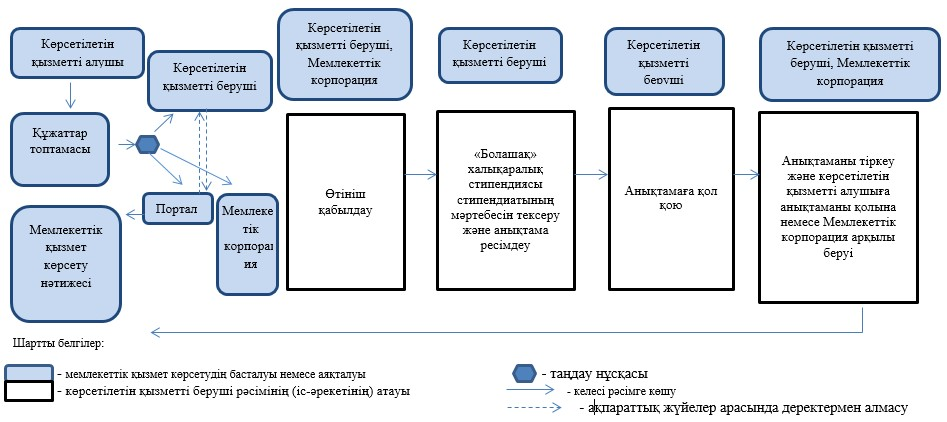 Көрсетілетін
қызметті алушы
Құжаттар
топтамасы
Мемлекеттік
қызмет
көрсету
нәтижесі
Көрсетілетін
қызметті беруші
Портал
Мемлеке
тік
корпорац
ия
Көрсетілетін
қызметті беруші,
Мемлекеттік
корпорация
Өтініш
қабылдау
Көрсетілетін
қызметті беруші
«Болашақ»
халықаралық
стипендиясы
стипендиатының
мәртебесін тексеру
және анықтама
ресімдеу
Көрсетілетін
қызметті
беруші
Анықтамаға қол
қою
Көрсетілетін қызметті
беруші, Мемлекеттік
корпорация
Анықтаманы тіркеу
және көрсетілетін
қызметті алушыға
анықтаманы қолына
немесе Мемлекеттік
корпорация арқылы
беруі
Шартты белгілер:
- мемлекеттік қызмет көрсетудің басталуы немесе аяқталуы
- көрсетілетін қызметті беруші рәсімінің (іс-әрекетінің) атауы
- таңдау нұсқасы
- келесі рәсімге көшу
- ақпараттық жүйелер арасында деректермен алмасу